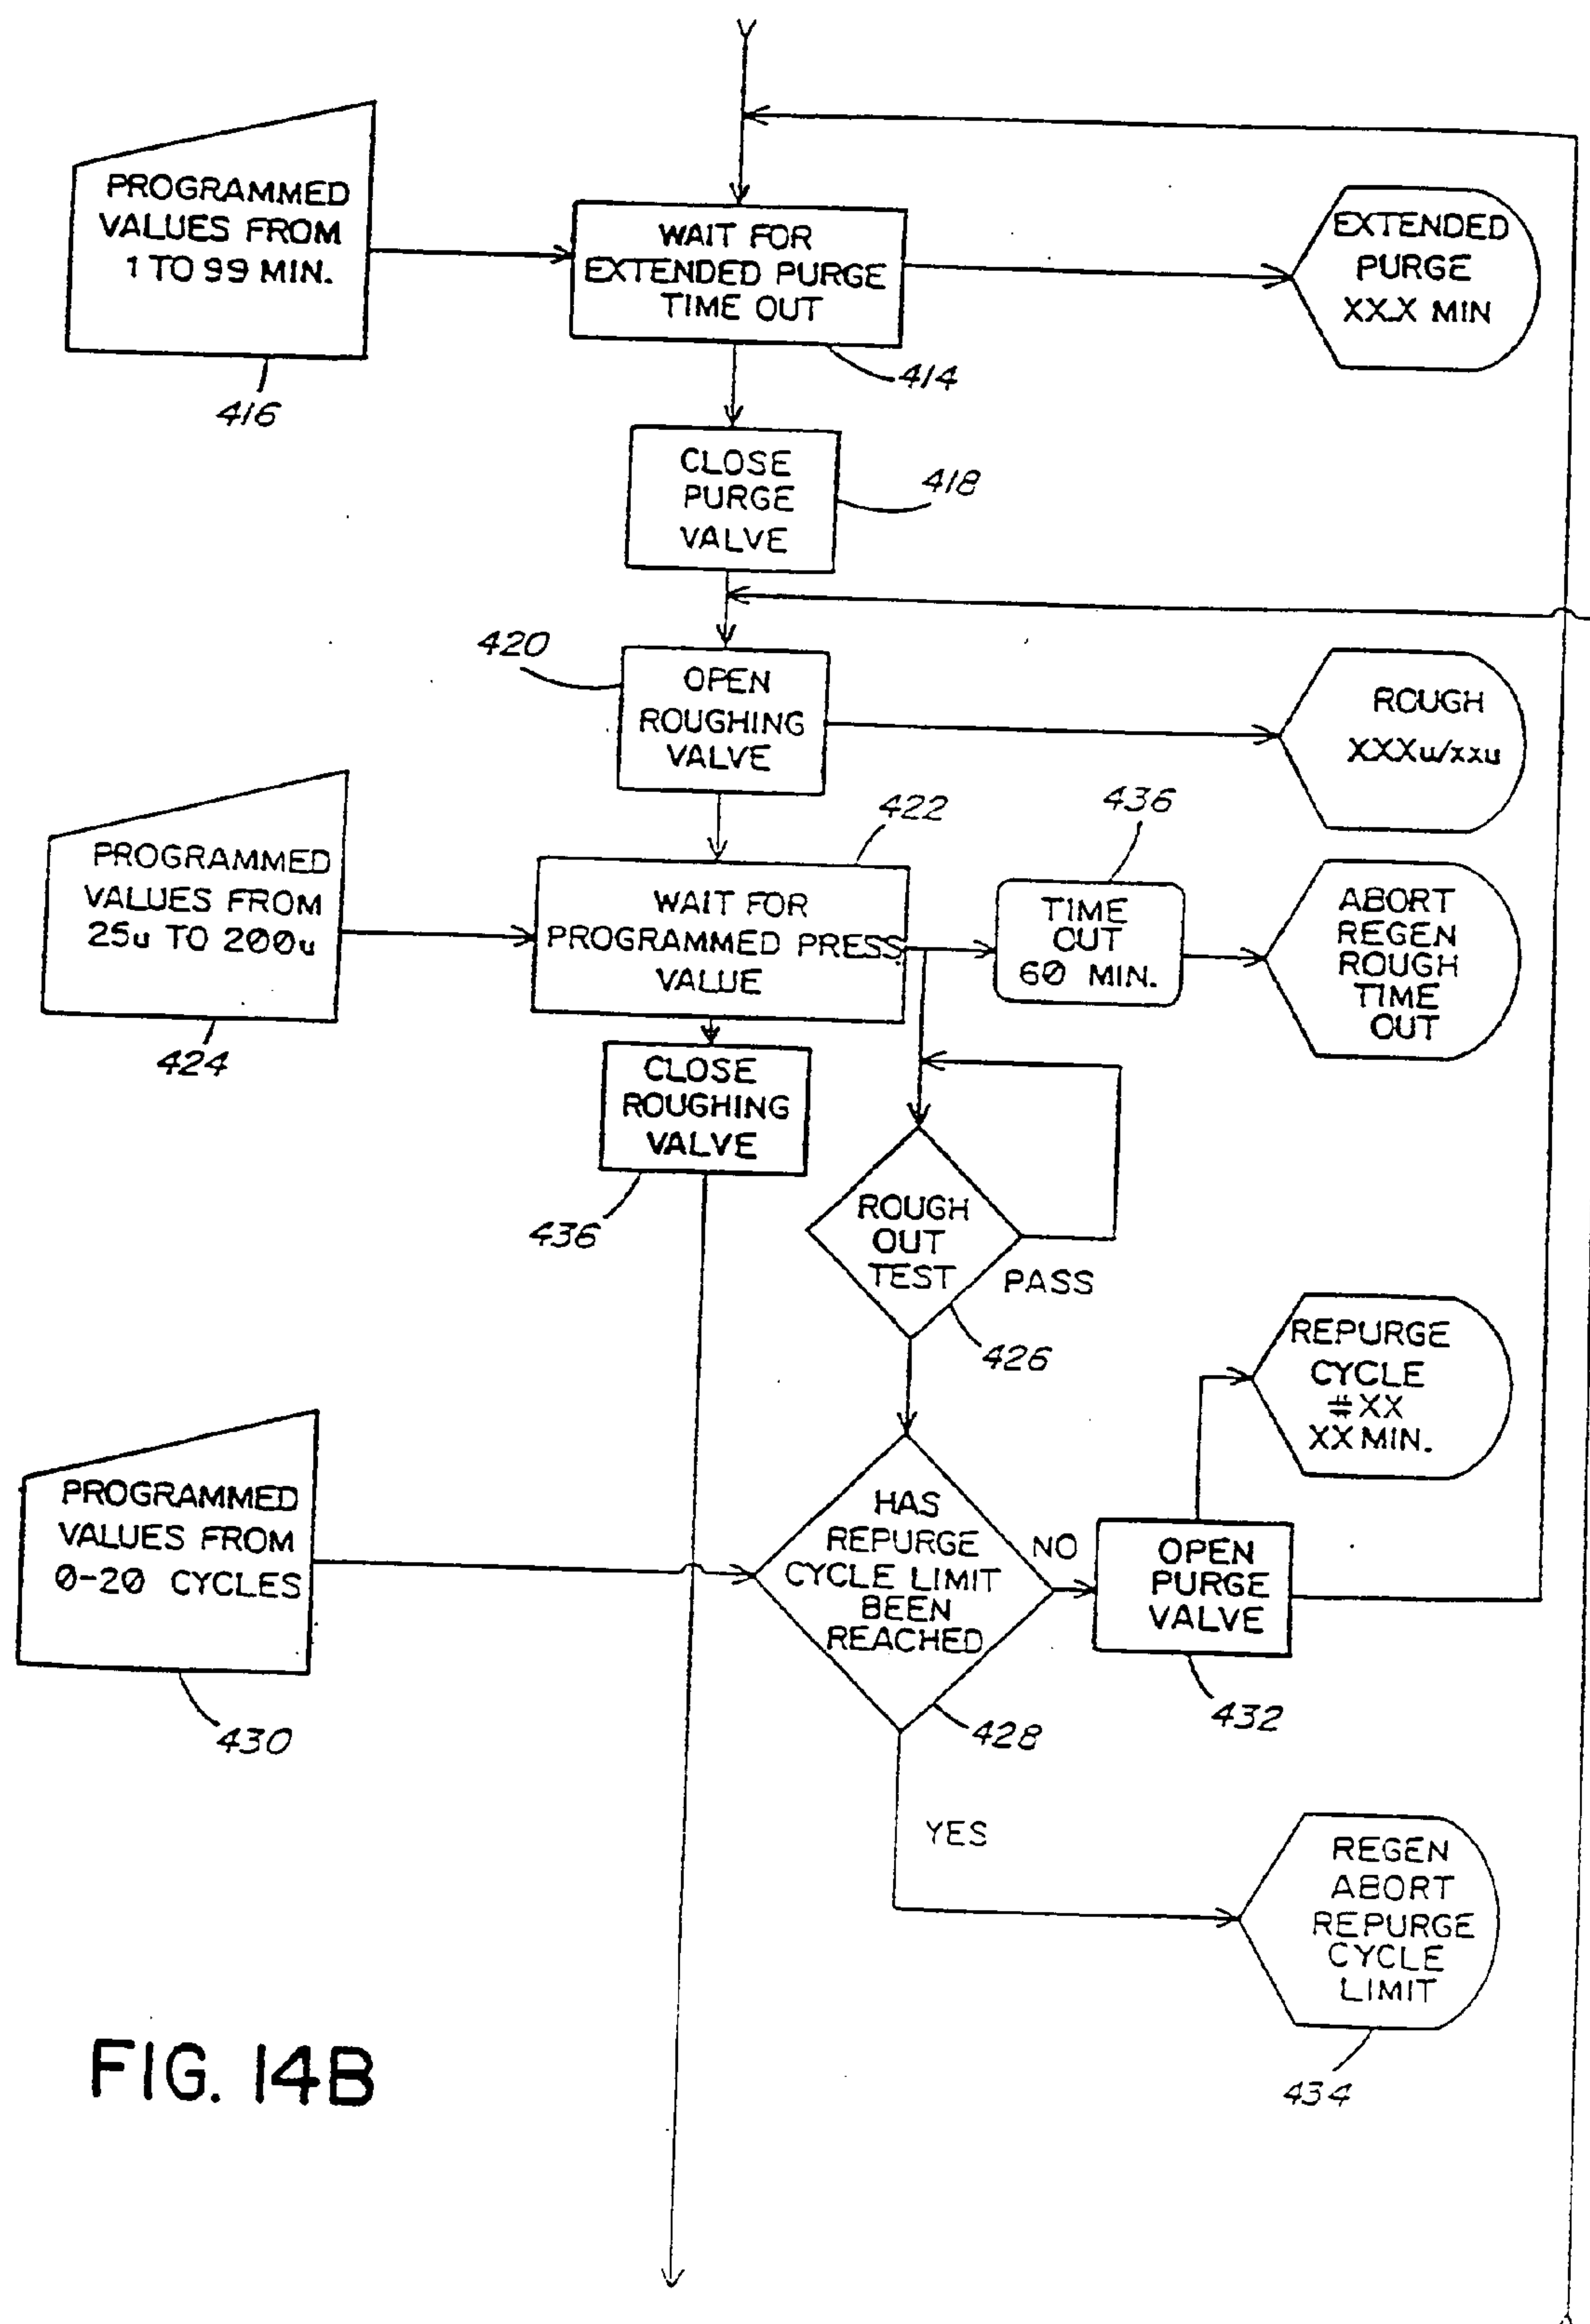 PROGRAMMED
VALUES FROM
1 TO 99 MIN.
416
WAIT FOR
EXTENDED PURGE
TIME OUT
414
EXTENDED
PURGE
XX.X MIN
CLOSE
PURGE
VALVE
418
420
OPEN
ROUGHING
VALVE
ROUGH
XXXu/xxu
PROGRAMMED
VALUES FROM
25u TO 200u
424
422
WAIT FOR
PROGRAMMED PRESS.
VALUE
436
TIME
OUT
60 MIN.
ABORT
REGEN
ROUGH
TIME
OUT
CLOSE
ROUGHING
VALVE
436
ROUGH
OUT
TEST
PASS
426
REPURGE
CYCLE
#XX
XX MIN.
PROGRAMMED
VALUES FROM
0-20 CYCLES
430
HAS
REPURGE
CYCLE LIMIT
BEEN
REACHED
NO
428
OPEN
PURGE
VALVE
432
YES
REGEN
ABORT
REPURGE
CYCLE
LIMIT
434
FIG. 14B